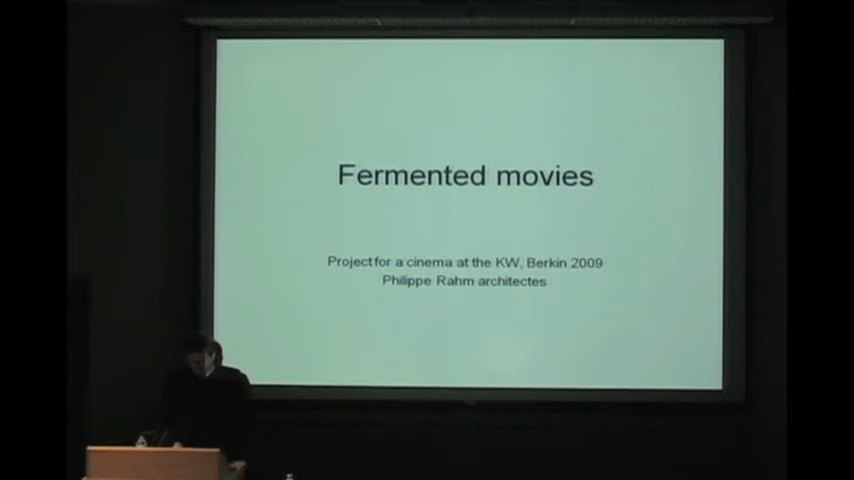 Fermented movies
Project for a cinema at the KW, Berkin 2009
Philippe Rahm architectes